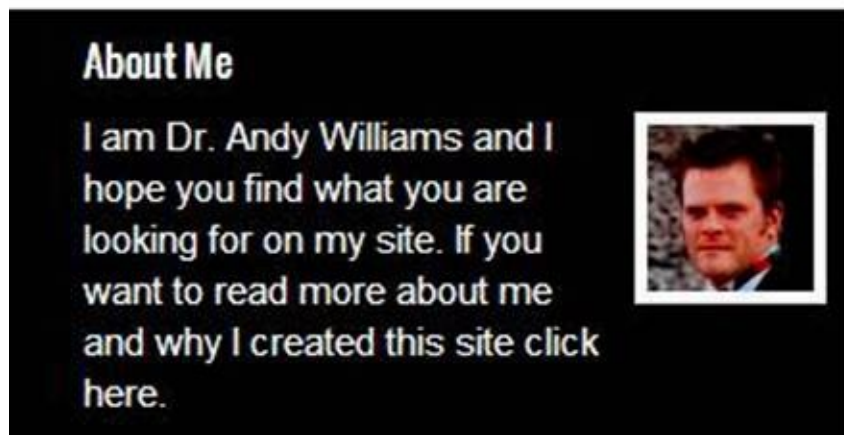 About Me
I am Dr. Andy Williams and I
hope you find what you are
looking for on my site. If you
want to read more about me
and why I created this site click
here.